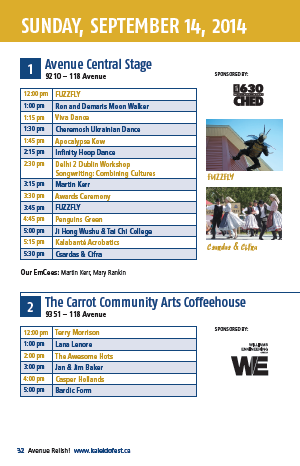 SUNDAY, SEPTEMBER 14, 2014
1 Avenue Central Stage
9210 – 118 Avenue
SPONSORED BY:
630
CHED
12:00 pm FUZZFLY
1:00 pm Ron and Demaris Moon Walker
1:15 pm Viva Dance
1:30 pm Cheremosh Ukrainian Dance
1:45 pm Apocalypse Kow
2:15 pm Infinity Hoop Dance
2:30 pm Delhi 2 Dublin Workshop
Songwriting: Combining Cultures
3:15 pm Martin Kerr
3:30 pm Awards Ceremony
3:45 pm FUZZFLY
4:45 pm Penguins Green
5:00 pm Ji Hong Wushu & Tai Chi College
5:15 pm Kalabanté Acrobatics
5:30 pm Csardas & Cifra
FUZZFLY
Csardas & Cifra
Our EmCees: Martin Kerr, Mary Rankin
2 The Carrot Community Arts Coffeehouse
9351 – 118 Avenue
SPONSORED BY:
WILLIAMS
ENGINEERING
WE
12:00 pm Terry Morrison
1:00 pm Lana Lenore
2:00 pm The Awesome Hots
3:00 pm Jan & Jim Baker
4:00 pm Casper Hollands
5:00 pm Bardic Form
32 Avenue Relish! www.kaleidofest.ca